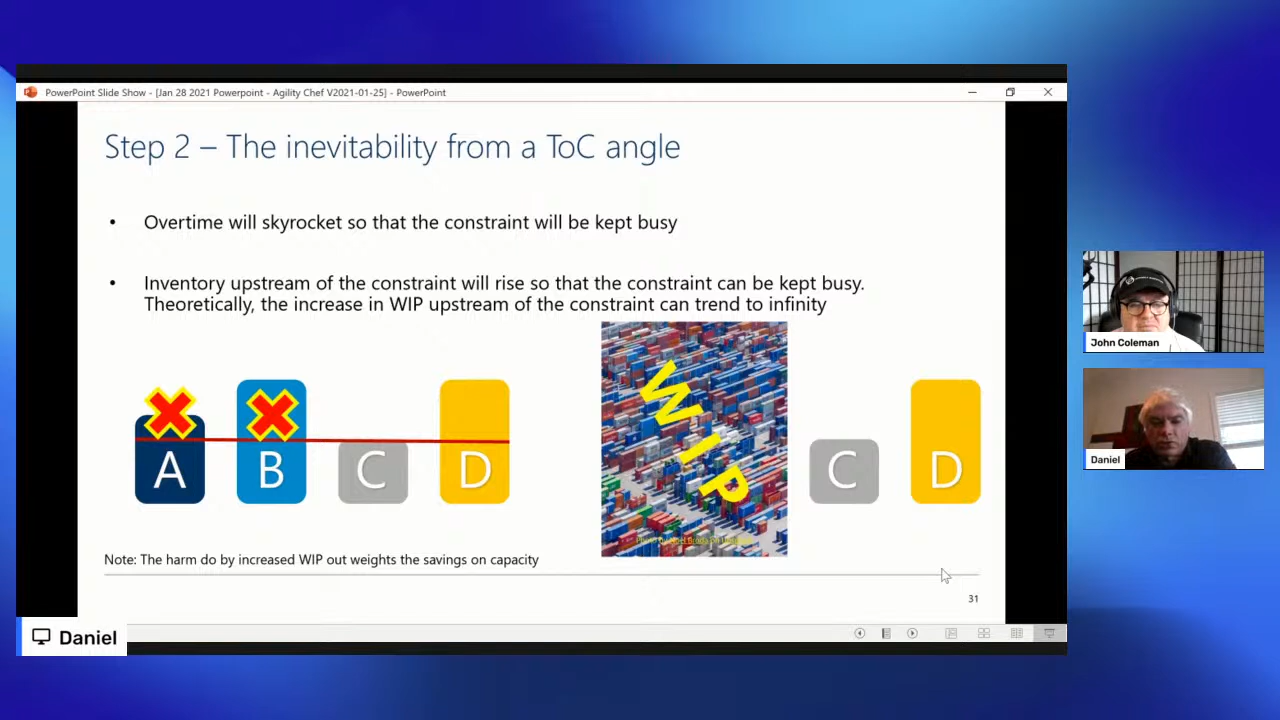 PowerPoint Slide Show - [Jan 28 2021 Powerpoint - Agility Chef V2021-01-25] - PowerPoint
Step 2 – The inevitability from a ToC angle
• Overtime will skyrocket so that the constraint will be kept busy
• Inventory upstream of the constraint will rise so that the constraint can be kept busy.
Theoretically, the increase in WIP upstream of the constraint can trend to infinity
A B C D
WIP
C D
Note: The harm do by increased WIP out weights the savings on capacity
31
Daniel
John Coleman
Daniel